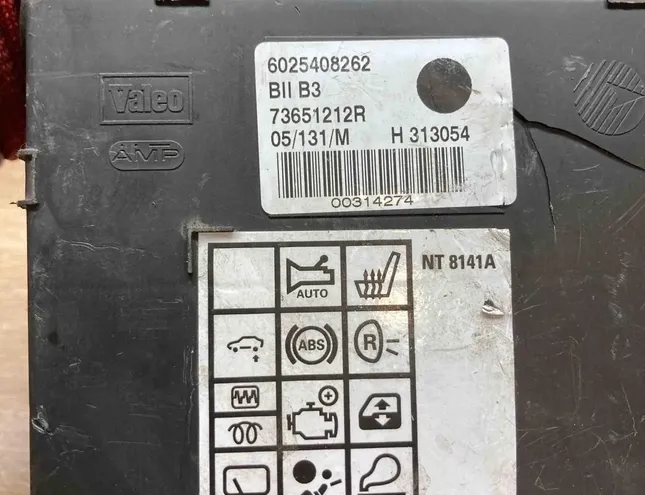 6025408262
BII B3
73651212R
05/131/M H 313054
00314274
Valeo
AMP
NT 8141A
AUTO
ABS
R